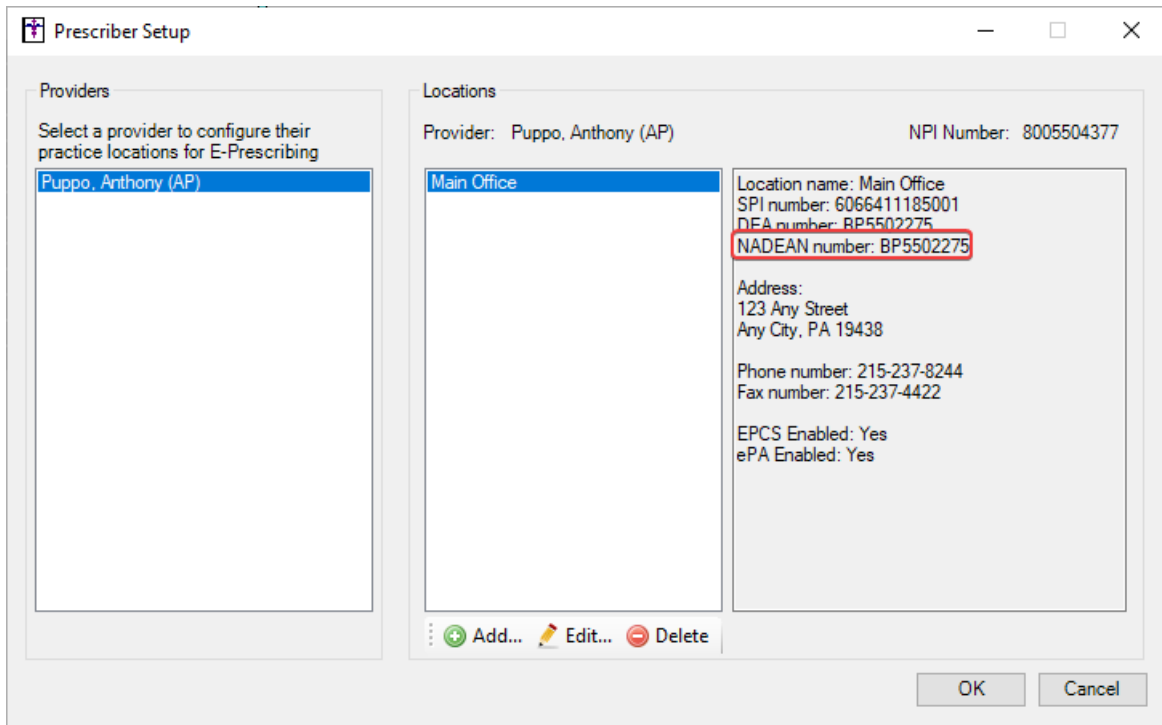 Prescriber Setup
Providers
Select a provider to configure their
practice locations for E-Prescribing
Puppo, Anthony (AP)
Locations
Provider: Puppo, Anthony (AP)
NPI Number: 8005504377
Main Office
Location name: Main Office
SPI number: 6066411185001
DEA number: BP5502275
NADEAN number: BP5502275
Address:
123 Any Street
Any City, PA 19438
Phone number: 215-237-8244
Fax number: 215-237-4422
EPCS Enabled: Yes
ePA Enabled: Yes
Add... Edit... Delete
OK Cancel